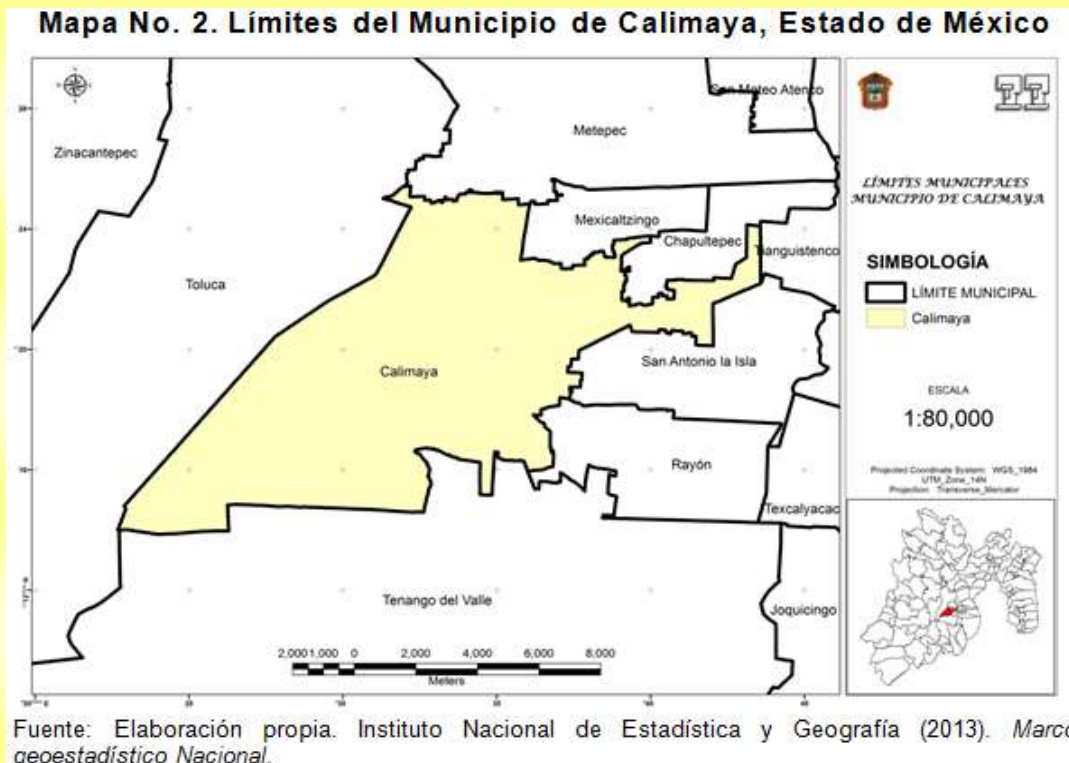 Mapa No. 2. Límites del Municipio de Calimaya, Estado de México
San Mateo Atenco
Metepec
Zinacantepec
Mexicaltzingo
Chapultepec
Tianguistenco
Toluca
San Antonio la Isla
Calimaya
Rayón
Texcalyacac
Tenango del Valle
Joquicingo
2,000 1,000 0 2,000 4,000 6,000 8,000
Meters
LÍMITES MUNICIPALES
MUNICIPIO DE CALIMAYA
SIMBOLOGÍA
LÍMITE MUNICIPAL
Calimaya
ESCALA
1:80,000
Projected Coordinate System: WGS_1984
UTM_Zone_14N
Projection: Transverse_Mercator
Fuente: Elaboración propia. Instituto Nacional de Estadística y Geografía (2013). Marco
geoestadístico Nacional.